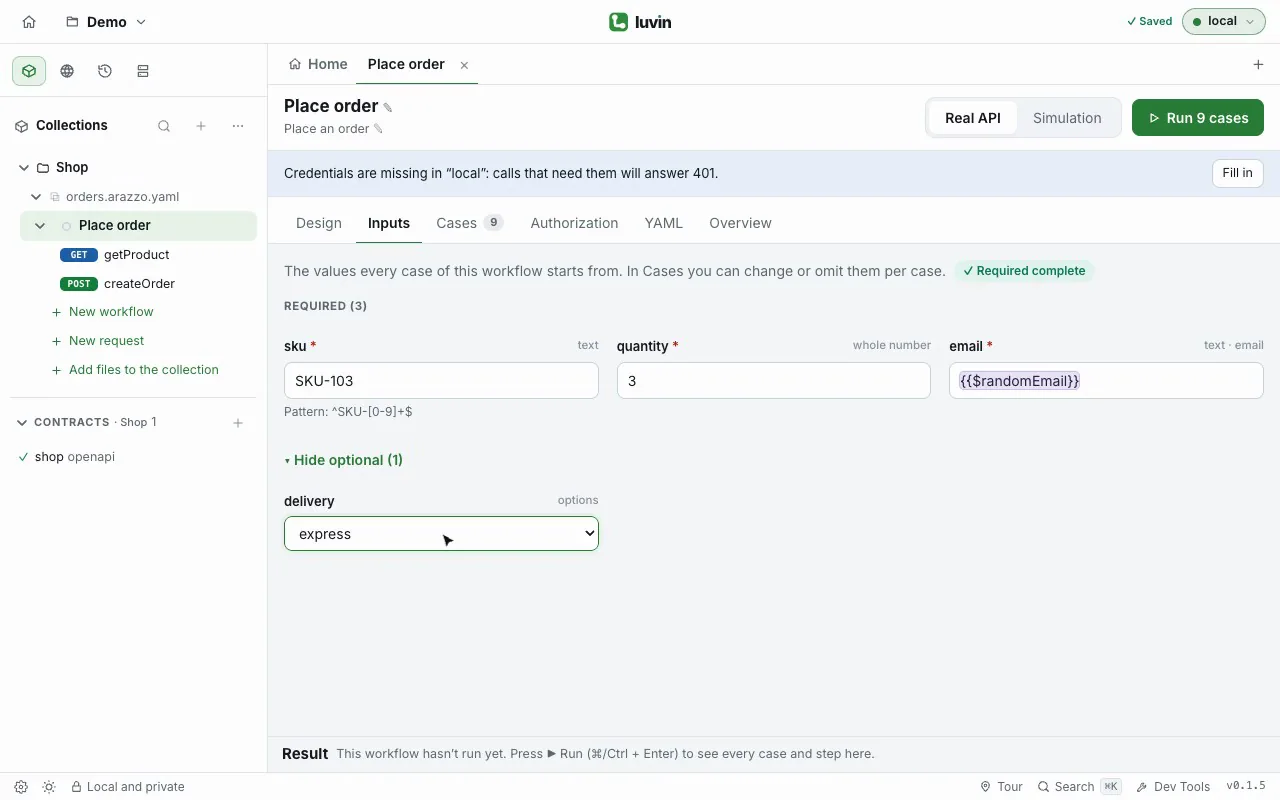 Demo
luvin
Saved
local
Home
Place order
Collections
Place order
Place an order
Real API
Simulation
Run 9 cases
Shop
orders.arazzo.yaml
Place order
GET getProduct
POST createOrder
New workflow
New request
Add files to the collection
CONTRACTS · Shop 1
shop openapi
Credentials are missing in “local”: calls that need them will answer 401.
Fill in
Design
Inputs
Cases 9
Authorization
YAML
Overview
The values every case of this workflow starts from. In Cases you can change or omit them per case.
Required complete
REQUIRED (3)
sku *
text
quantity *
whole number
email *
text · email
SKU-103
3
{{$randomEmail}}
Pattern: ^SKU-[0-9]+$
Hide optional (1)
delivery
options
express
Result
This workflow hasn’t run yet. Press ▶ Run (⌘/Ctrl + Enter) to see every case and step here.
Local and private
Tour
Search ⌘K
Dev Tools
v0.1.5